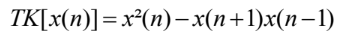 TK[x(n)] = x²(n) − x(n+1)x(n−1)